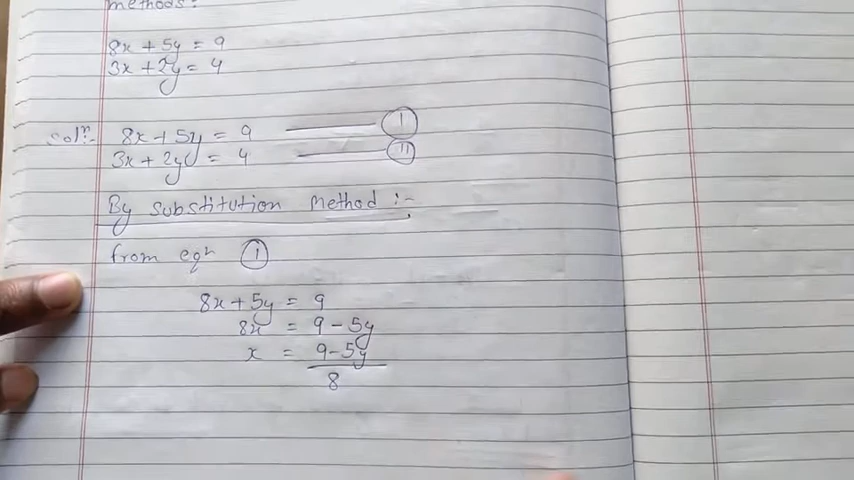 methods:
8x + 5y = 9
3x + 2y = 4
Solⁿ:- 8x + 5y = 9 ——— (I)
3x + 2y = 4 ——— (II)
By Substitution Method :-
from eqⁿ (I)
8x + 5y = 9
8x = 9 - 5y
x = 9 - 5y
8